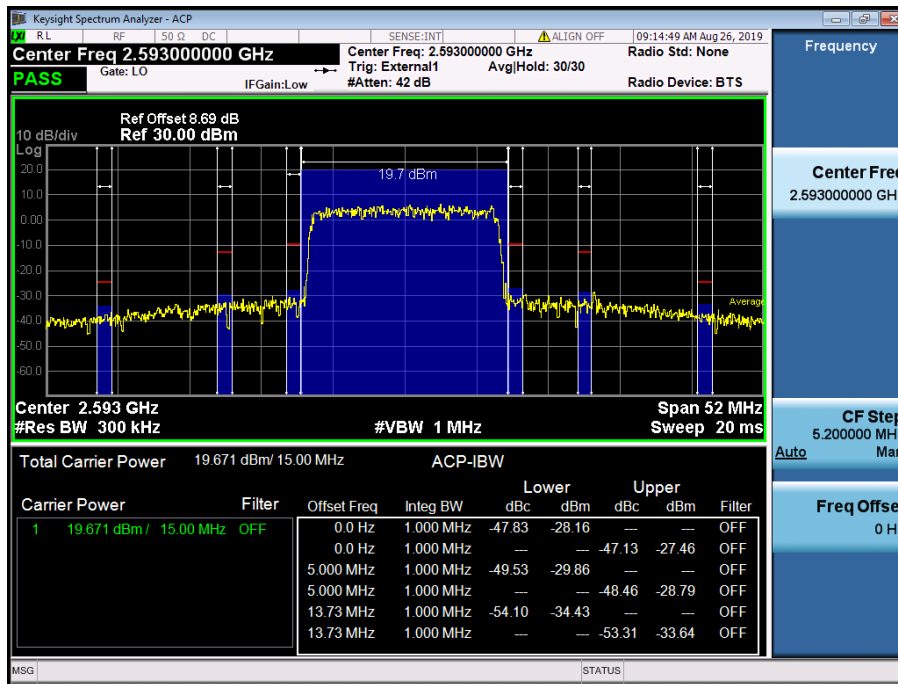 Keysight Spectrum Analyzer - ACP
LXI RL RF 50 Ω DC SENSE:INT ALIGN OFF 09:14:49 AM Aug 26, 2019
Center Freq 2.593000000 GHz Center Freq: 2.593000000 GHz Radio Std: None
PASS Gate: LO IFGain:Low Trig: External1 Avg|Hold: 30/30
#Atten: 42 dB Radio Device: BTS
Ref Offset 8.69 dB
10 dB/div Ref 30.00 dBm
Log
20.0
10.0
0.00
-10.0
-20.0
-30.0
-40.0
-50.0
-60.0
19.7 dBm
Average
Center 2.593 GHz Span 52 MHz
#Res BW 300 kHz #VBW 1 MHz Sweep 20 ms
Total Carrier Power 19.671 dBm/ 15.00 MHz ACP-IBW
Lower Upper
Carrier Power Filter Offset Freq Integ BW dBc dBm dBc dBm Filter
1 19.671 dBm / 15.00 MHz OFF 0.0 Hz 1.000 MHz -47.83 -28.16 --- --- OFF
0.0 Hz 1.000 MHz --- --- -47.13 -27.46 OFF
5.000 MHz 1.000 MHz -49.53 -29.86 --- --- OFF
5.000 MHz 1.000 MHz --- --- -48.46 -28.79 OFF
13.73 MHz 1.000 MHz -54.10 -34.43 --- --- OFF
13.73 MHz 1.000 MHz --- --- -53.31 -33.64 OFF
MSG STATUS
Frequency
Center Fre
2.593000000 GH
CF Step
5.200000 MH
Auto Ma
Freq Offse
0 H